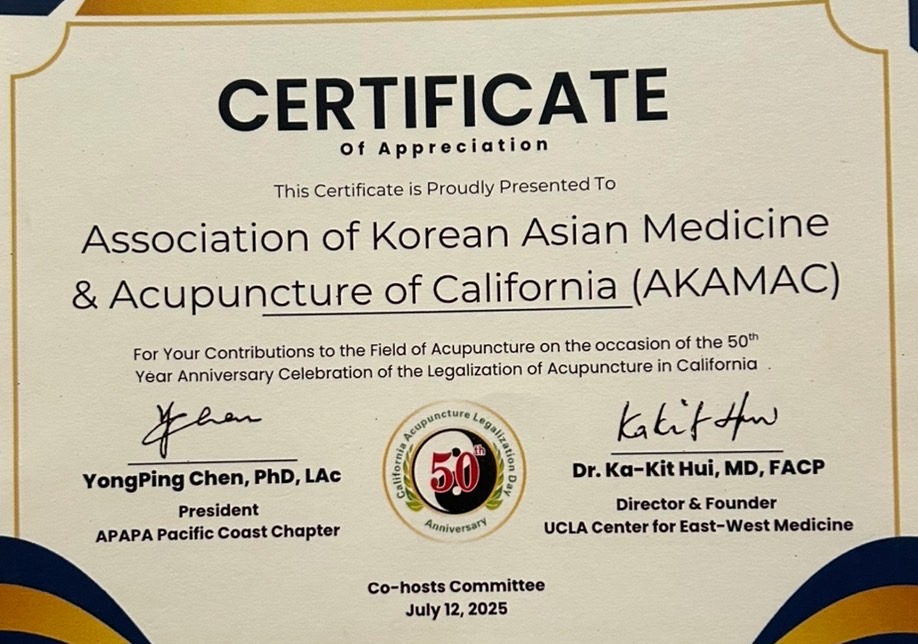 CERTIFICATE
Of Appreciation
This Certificate is Proudly Presented To
Association of Korean Asian Medicine
& Acupuncture of California (AKAMAC)
For Your Contributions to the Field of Acupuncture on the occasion of the 50th
Year Anniversary Celebration of the Legalization of Acupuncture in California .
YChen
YongPing Chen, PhD, LAc
President
APAPA Pacific Coast Chapter
California Acupuncture Legalization Day
50th
Anniversary
KaKit Hui
Dr. Ka-Kit Hui, MD, FACP
Director & Founder
UCLA Center for East-West Medicine
Co-hosts Committee
July 12, 2025